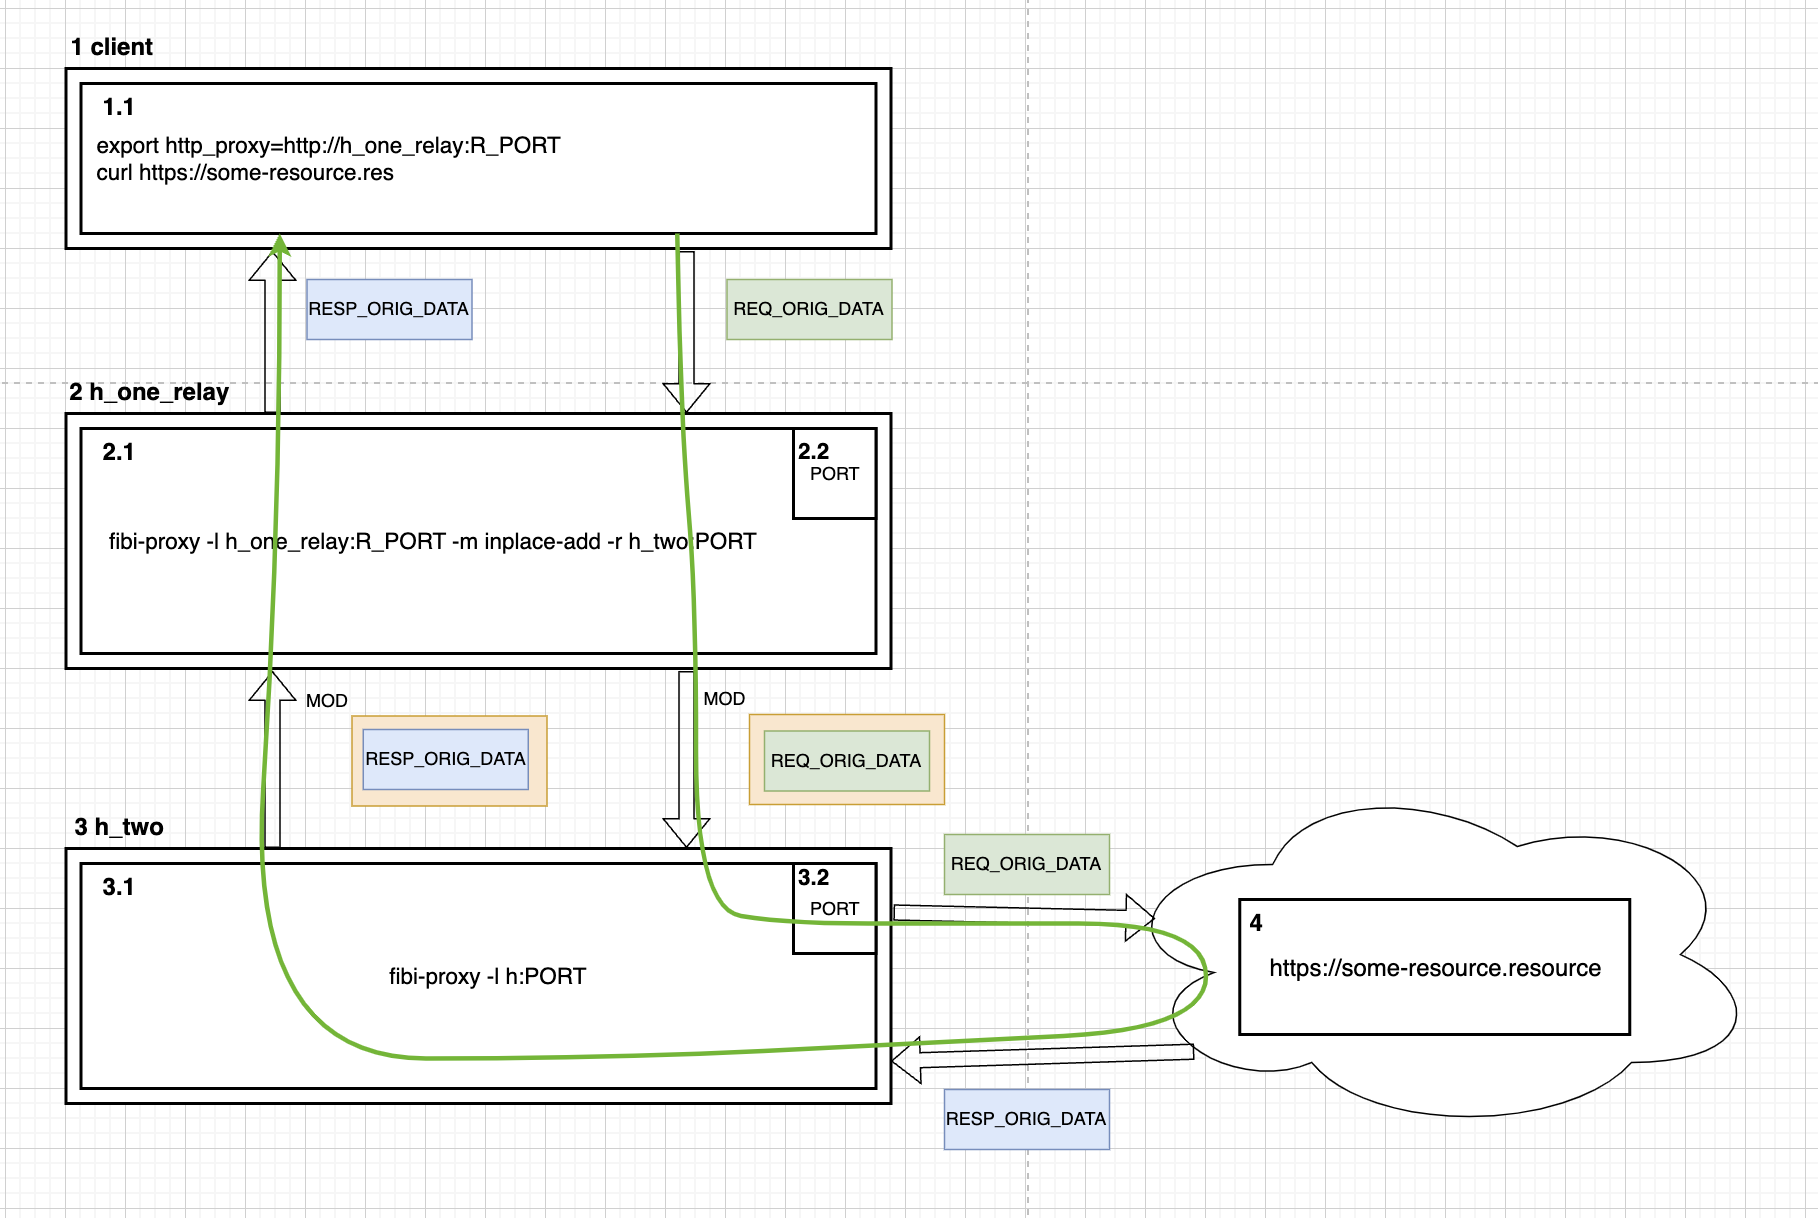 1 client
1.1
export http_proxy=http://h_one_relay:R_PORT
curl https://some-resource.res
RESP_ORIG_DATA
REQ_ORIG_DATA
2 h_one_relay
2.1
2.2
PORT
fibi-proxy -l h_one_relay:R_PORT -m inplace-add -r h_two:PORT
MOD
MOD
RESP_ORIG_DATA
REQ_ORIG_DATA
3 h_two
3.1
3.2
PORT
REQ_ORIG_DATA
fibi-proxy -l h:PORT
4
https://some-resource.resource
RESP_ORIG_DATA